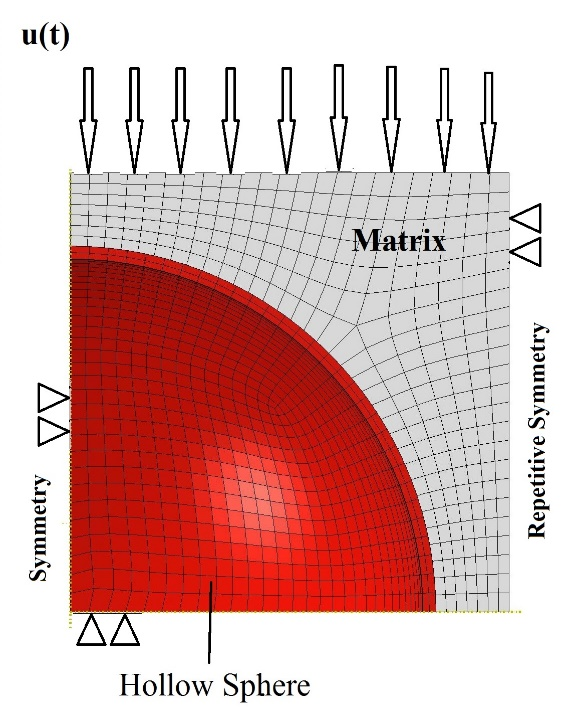 u(t)
Matrix
Repetitive Symmetry
Symmetry
Hollow Sphere